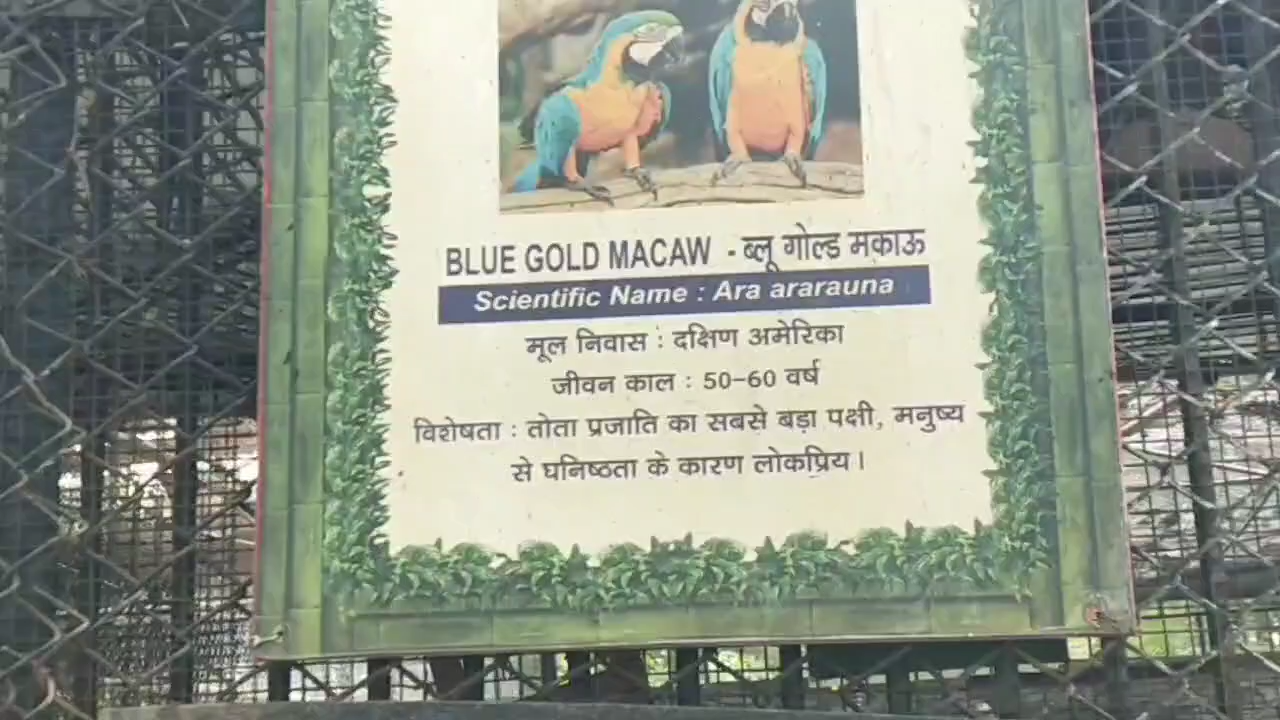 BLUE GOLD MACAW - ब्लू गोल्ड मकाऊ
Scientific Name : Ara ararauna
मूल निवास : दक्षिण अमेरिका
जीवन काल : 50-60 वर्ष
विशेषता : तोता प्रजाति का सबसे बड़ा पक्षी, मनुष्य
से घनिष्ठता के कारण लोकप्रिय।